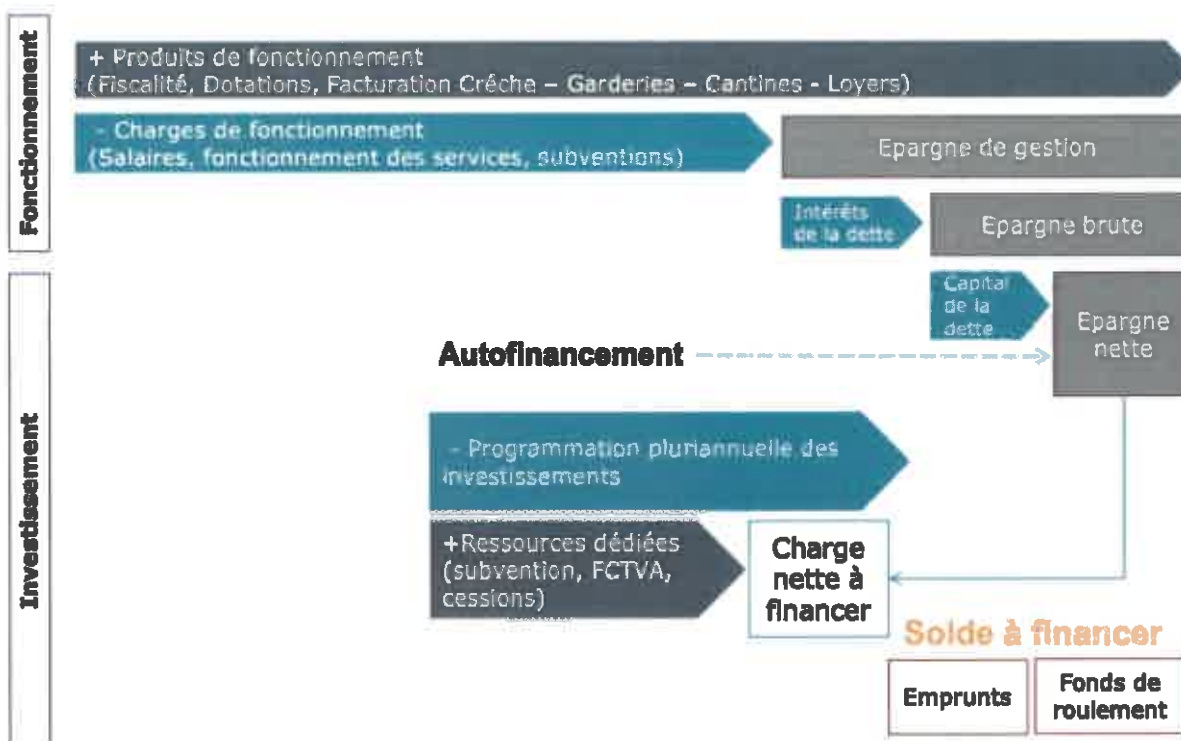 Fonctionnement
+ Produits de fonctionnement
(Fiscalité, Dotations, Facturation Créche – Garderies – Cantines - Loyers)
- Charges de fonctionnement
(Salaires, fonctionnement des services, subventions)
Epargne de gestion
Intérêts
de la dette
Epargne brute
Investissement
Capital
de la
dette
Epargne
nette
Autofinancement
- Programmation pluriannuelle des
investissements
+Ressources dédiées
(subvention, FCTVA,
cessions)
Charge
nette à
financer
Solde à financer
Emprunts
Fonds de
roulement